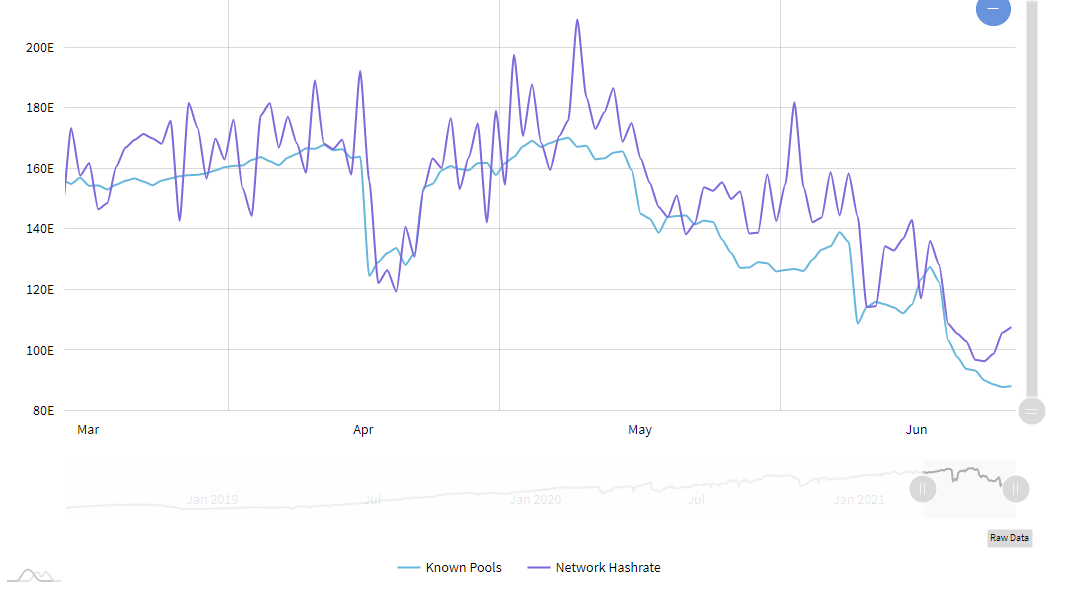 200E
180E
160E
140E
120E
100E
80E
Mar Apr May Jun
Jan 2019 Jul Jan 2020 Jul Jan 2021
Raw Data
Known Pools Network Hashrate